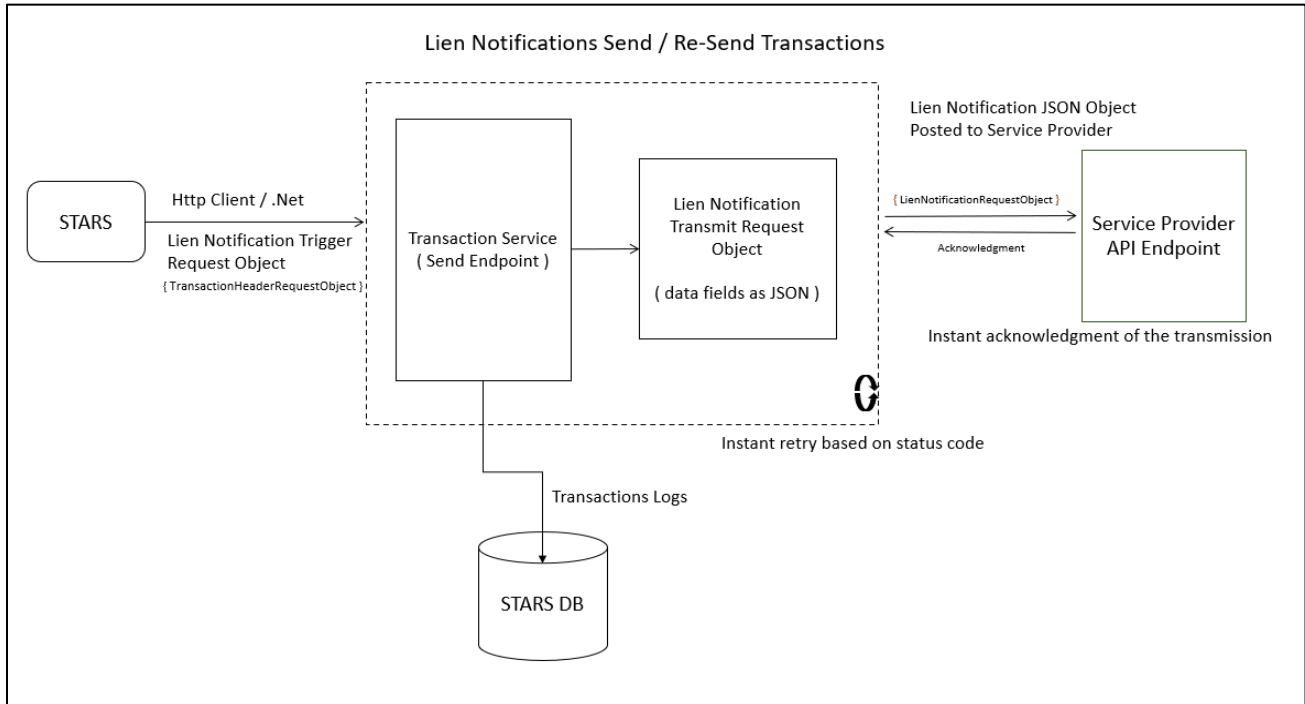 Lien Notifications Send / Re-Send Transactions
STARS
Http Client / .Net
Lien Notification Trigger
Request Object
{ TransactionHeaderRequestObject }
Transaction Service
( Send Endpoint )
Lien Notification
Transmit Request
Object
( data fields as JSON )
Instant retry based on status code
Lien Notification JSON Object
Posted to Service Provider
{ LienNotificationRequestObject }
Acknowledgment
Service Provider
API Endpoint
Instant acknowledgment of the transmission
Transactions Logs
STARS DB